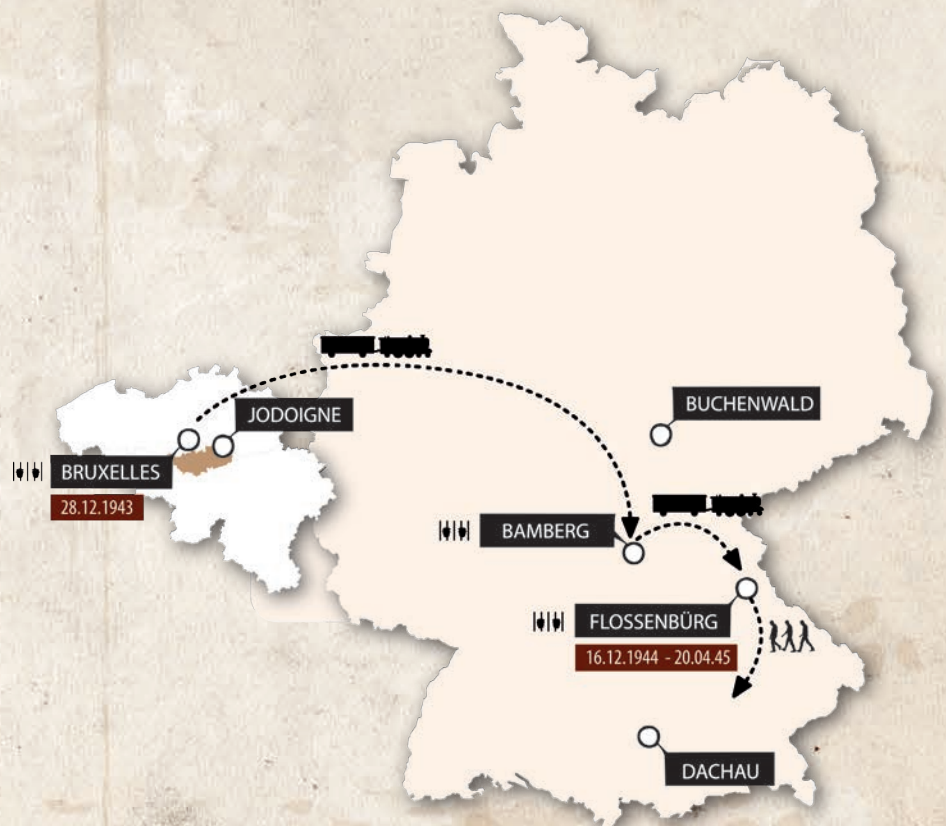 JODOIGNE
BRUXELLES
28.12.1943
BUCHENWALD
BAMBERG
FLOSSENBÜRG
16.12.1944 - 20.04.45
DACHAU